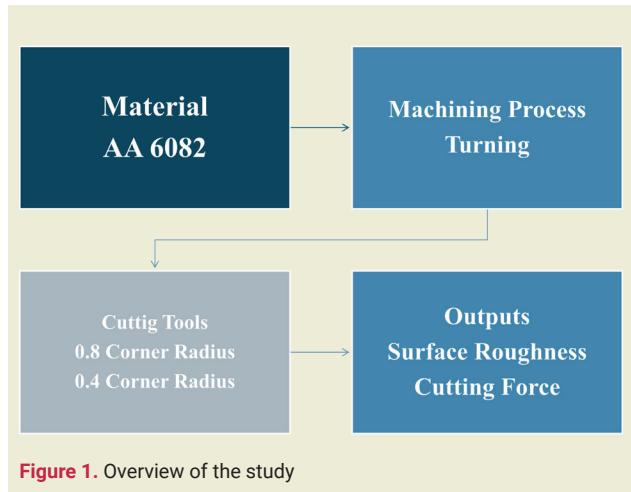 Material
AA 6082
Machining Process
Turning
Cuttig Tools
0.8 Corner Radius
0.4 Corner Radius
Outputs
Surface Roughness
Cutting Force
Figure 1. Overview of the study